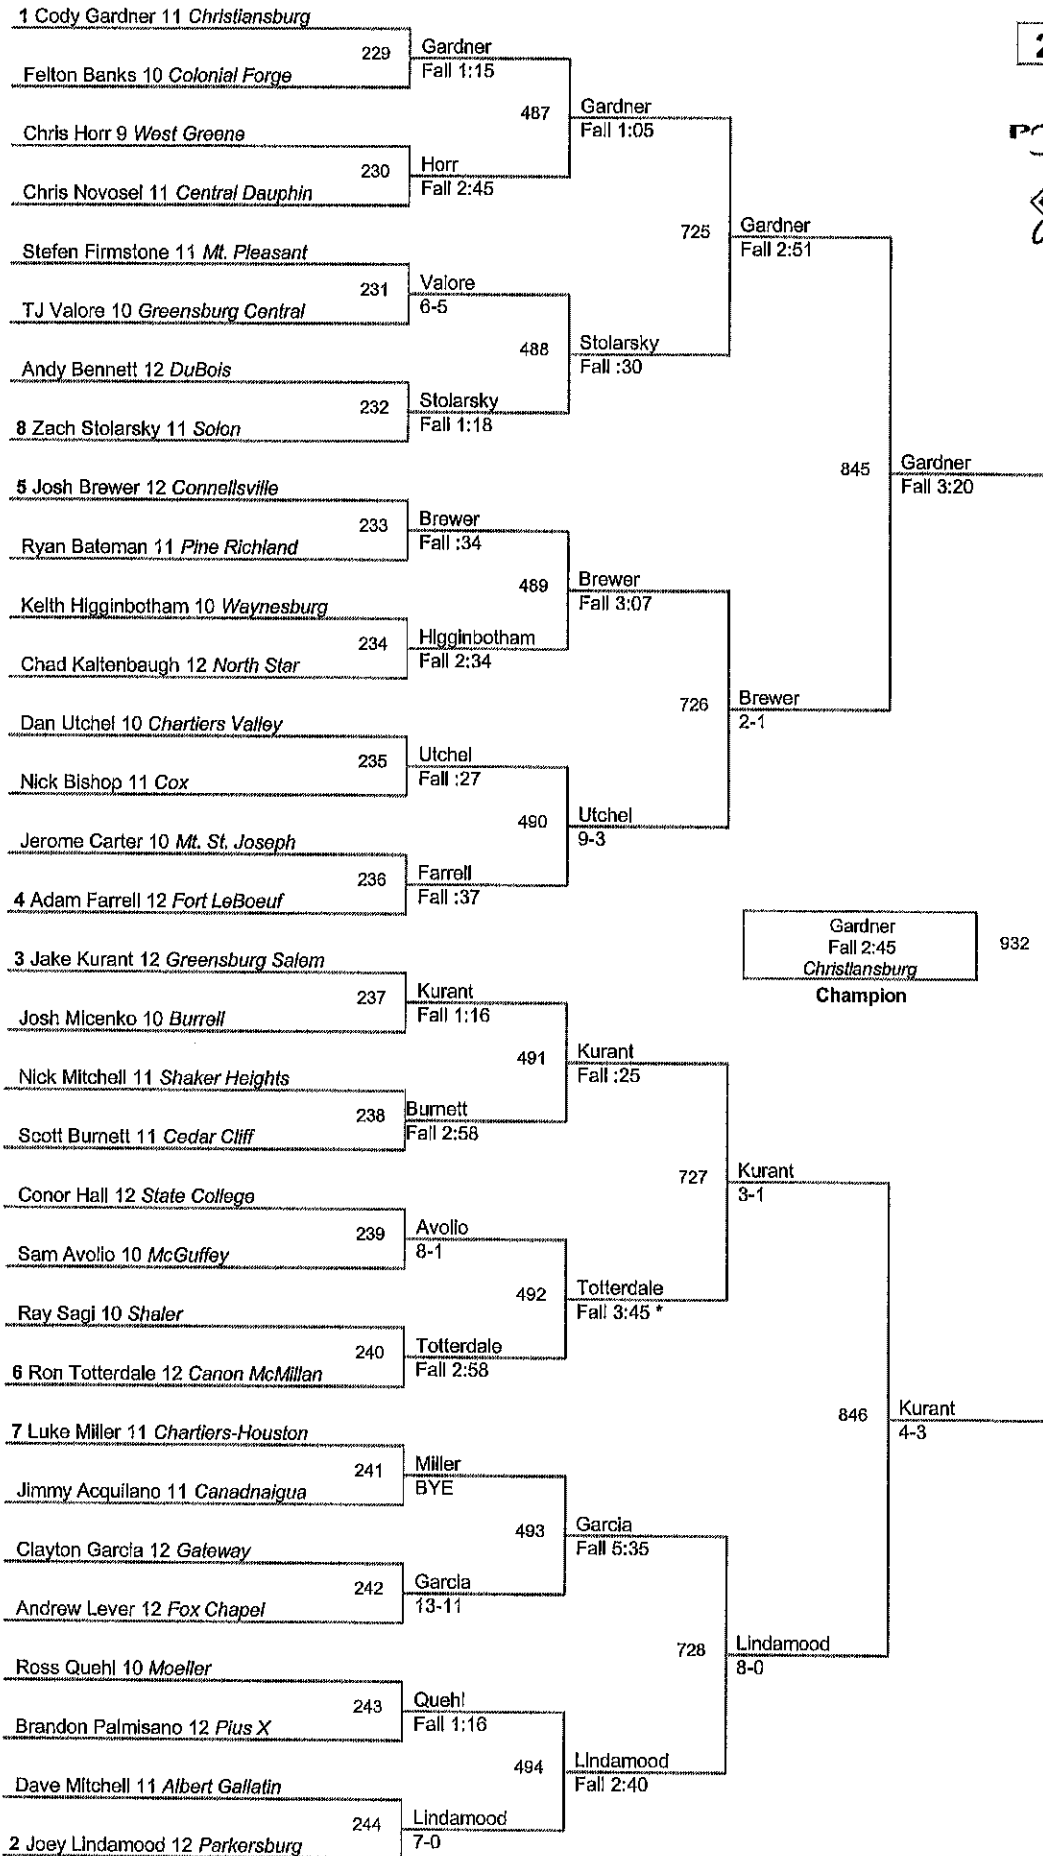 1 Cody Gardner 11 Christiansburg
229
Gardner
Fall 1:15
Felton Banks 10 Colonial Forge
487
Gardner
Fall 1:05
Chris Horr 9 West Greene
230
Horr
Fall 2:45
Chris Novosel 11 Central Dauphin
725
Gardner
Fall 2:51
Stefen Firmstone 11 Mt. Pleasant
231
Valore
6-5
TJ Valore 10 Greensburg Central
488
Stolarsky
Fall :30
Andy Bennett 12 DuBois
232
Stolarsky
Fall 1:18
8 Zach Stolarsky 11 Solon
845
Gardner
Fall 3:20
5 Josh Brewer 12 Connellsville
233
Brewer
Fall :34
Ryan Bateman 11 Pine Richland
489
Brewer
Fall 3:07
Keith Higginbotham 10 Waynesburg
234
Higginbotham
Fall 2:34
Chad Kaltenbaugh 12 North Star
726
Brewer
2-1
Dan Utchel 10 Chartiers Valley
235
Utchel
Fall :27
Nick Bishop 11 Cox
490
Utchel
9-3
Jerome Carter 10 Mt. St. Joseph
236
Farrell
Fall :37
4 Adam Farrell 12 Fort LeBoeuf
Gardner
Fall 2:45
Christiansburg
932
Champion
3 Jake Kurant 12 Greensburg Salem
237
Kurant
Fall 1:16
Josh Micenko 10 Burrell
491
Kurant
Fall :25
Nick Mitchell 11 Shaker Heights
238
Burnett
Fall 2:58
Scott Burnett 11 Cedar Cliff
727
Kurant
3-1
Conor Hall 12 State College
239
Avolio
8-1
Sam Avolio 10 McGuffey
492
Totterdale
Fall 3:45 *
Ray Sagi 10 Shaler
240
Totterdale
Fall 2:58
6 Ron Totterdale 12 Canon McMillan
846
Kurant
4-3
7 Luke Miller 11 Chartiers-Houston
241
Miller
BYE
Jimmy Acquilano 11 Canadnaigua
493
Garcia
Fall 5:35
Clayton Garcia 12 Gateway
242
Garcia
13-11
Andrew Lever 12 Fox Chapel
728
Lindamood
8-0
Ross Quehl 10 Moeller
243
Quehl
Fall 1:16
Brandon Palmisano 12 Pius X
494
Lindamood
Fall 2:40
Dave Mitchell 11 Albert Gallatin
244
Lindamood
7-0
2 Joey Lindamood 12 Parkersburg